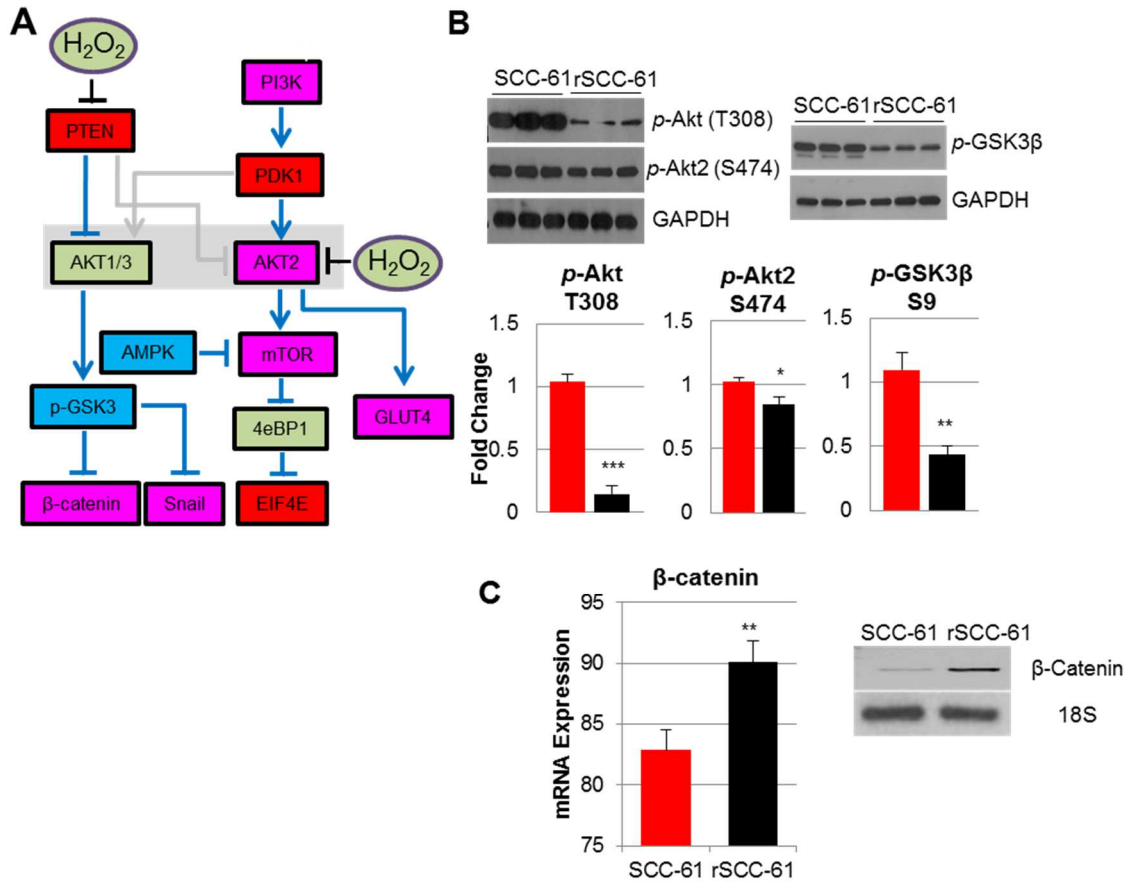 A
H2O2
PTEN
PI3K
PDK1
AKT1/3
AKT2
H2O2
AMPK
mTOR
p-GSK3
4eBP1
GLUT4
β-catenin
Snail
EIF4E
B
SCC-61 rSCC-61
p-Akt (T308)
p-Akt2 (S474)
GAPDH
SCC-61 rSCC-61
p-GSK3β
GAPDH
Fold Change
p-Akt
T308
1.5
1
0.5
0
***
p-Akt2
S474
1.5
1
0.5
0
*
p-GSK3β
S9
1.5
1
0.5
0
**
C
β-catenin
mRNA Expression
95
90
85
80
75
**
SCC-61 rSCC-61
SCC-61 rSCC-61
β-Catenin
18S